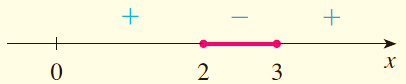 + − +
0 2 3 x